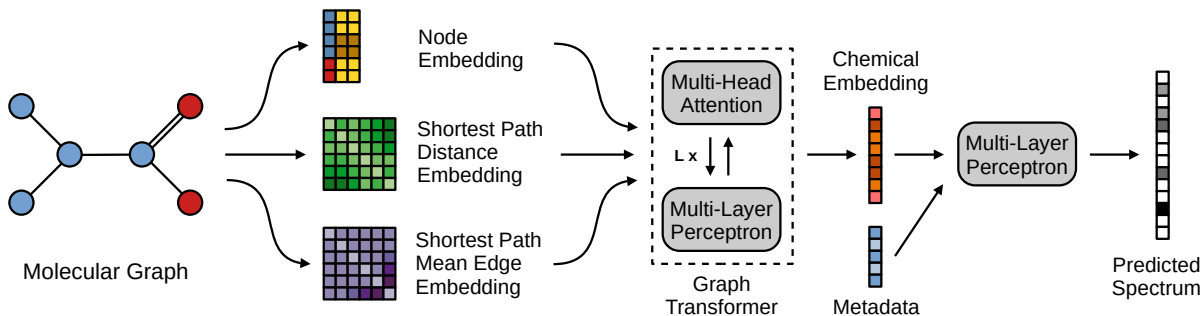 Molecular Graph
Node
Embedding
Shortest Path
Distance
Embedding
Shortest Path
Mean Edge
Embedding
Multi-Head
Attention
L x
Multi-Layer
Perceptron
Graph
Transformer
Chemical
Embedding
Metadata
Multi-Layer
Perceptron
Predicted
Spectrum